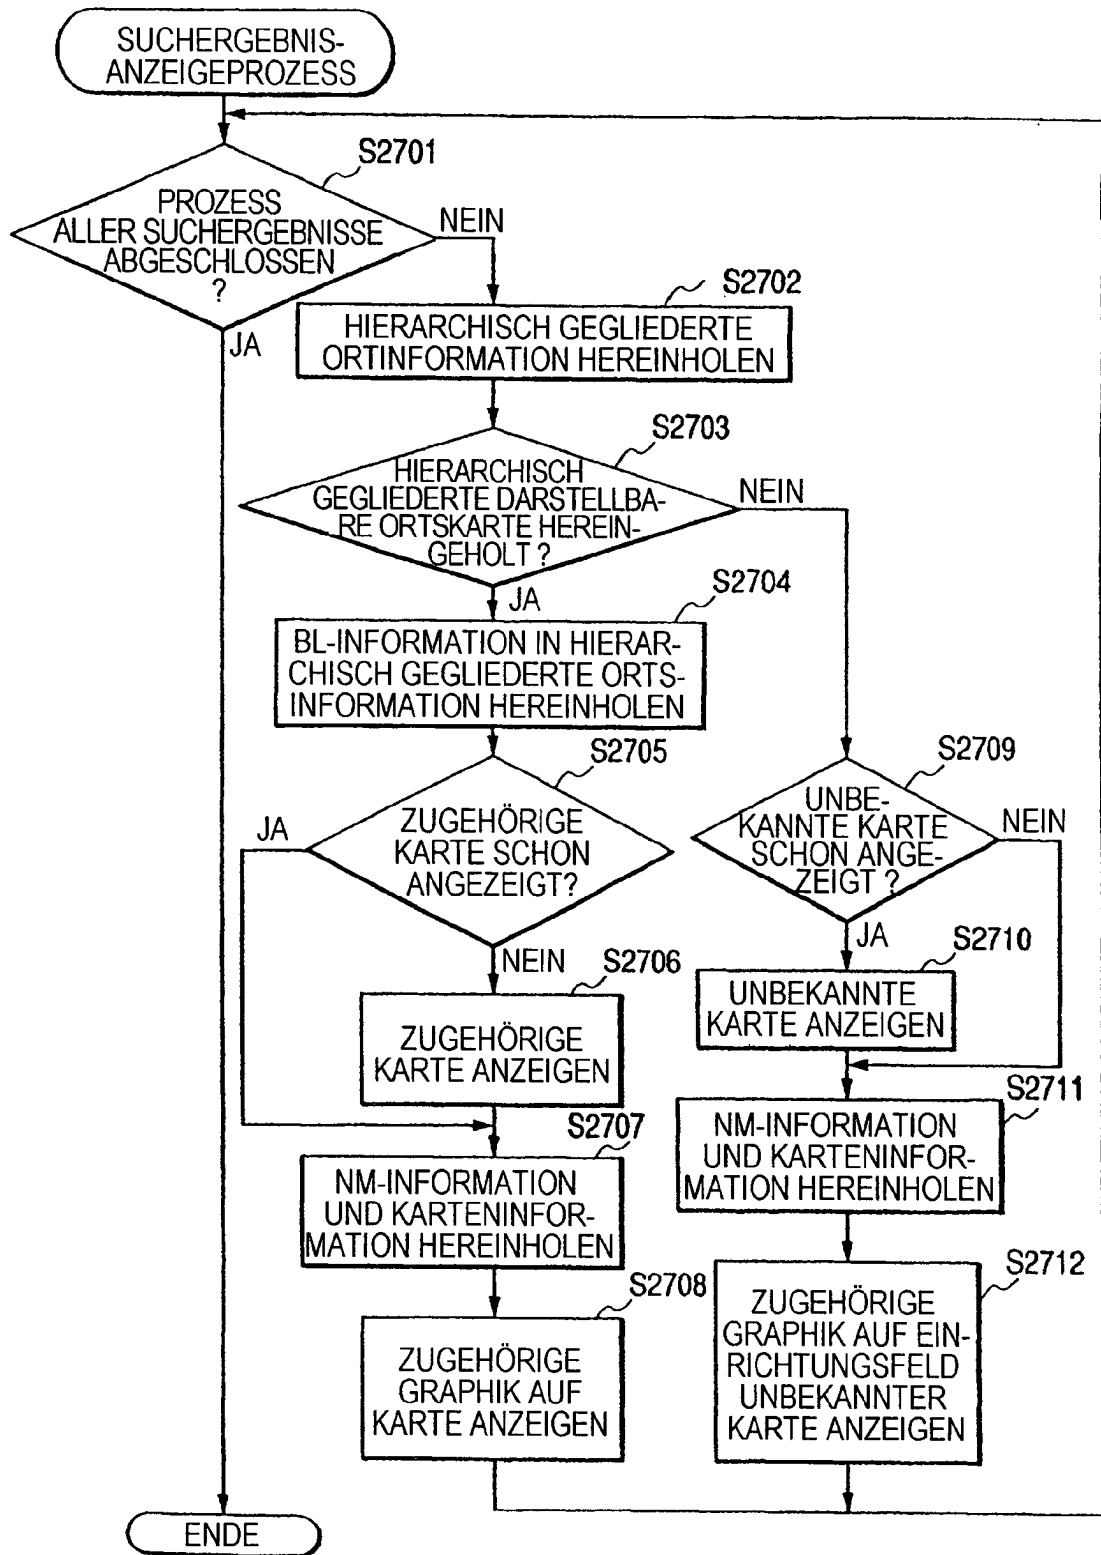 SUCHERGEBNIS-
ANZEIGEPROZESS
S2701
PROZESS
ALLER SUCHERGEBNISSE
ABGESCHLOSSEN
?
NEIN
JA
S2702
HIERARCHISCH GEGLIEDERTE
ORTINFORMATION HEREINHOLEN
S2703
HIERARCHISCH
GEGLIEDERTE DARSTELLBA-
RE ORTSKARTE HEREIN-
GEHOLT ?
NEIN
JA
S2704
BL-INFORMATION IN HIERAR-
CHISCH GEGLIEDERTE ORTS-
INFORMATION HEREINHOLEN
S2705
ZUGEHÖRIGE
KARTE SCHON
ANGEZEIGT?
JA
NEIN
S2706
ZUGEHÖRIGE
KARTE ANZEIGEN
S2707
NM-INFORMATION
UND KARTENINFOR-
MATION HEREINHOLEN
S2708
ZUGEHÖRIGE
GRAPHIK AUF
KARTE ANZEIGEN
S2709
UNBE-
KANNTE KARTE
SCHON ANGE-
ZEIGT ?
NEIN
JA
S2710
UNBEKANNTE
KARTE ANZEIGEN
S2711
NM-INFORMATION
UND KARTENINFOR-
MATION HEREINHOLEN
S2712
ZUGEHÖRIGE
GRAPHIK AUF EIN-
RICHTUNGSFELD
UNBEKANNTER
KARTE ANZEIGEN
ENDE